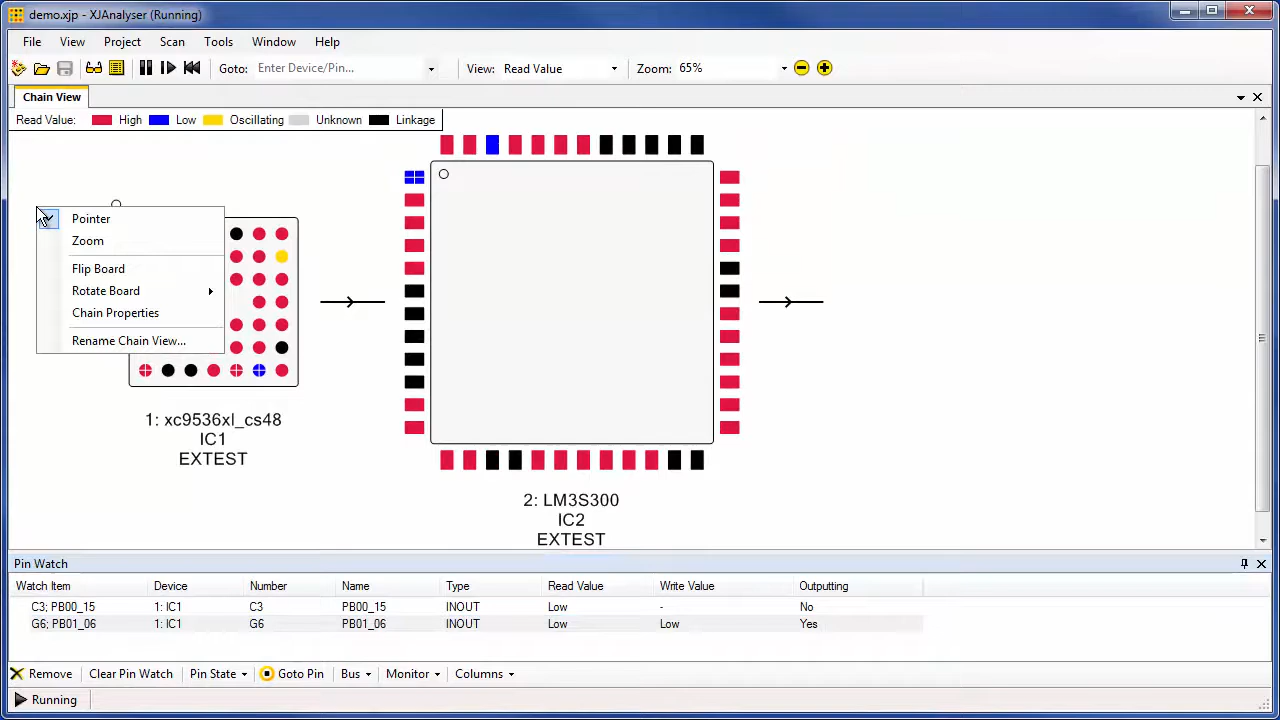 demo.xjp - XJAnalyser (Running)
File View Project Scan Tools Window Help
Goto: Enter Device/Pin... View: Read Value Zoom: 65%
Chain View
Read Value: High Low Oscillating Unknown Linkage
Pointer
Zoom
Flip Board
Rotate Board
Chain Properties
Rename Chain View...
1: xc9536xl_cs48
IC1
EXTEST
2: LM3S300
IC2
EXTEST
Pin Watch
Watch Item Device Number Name Type Read Value Write Value Outputting
C3; PB00_15 1: IC1 C3 PB00_15 INOUT Low - No
G6; PB01_06 1: IC1 G6 PB01_06 INOUT Low Low Yes
Remove Clear Pin Watch Pin State Goto Pin Bus Monitor Columns
Running